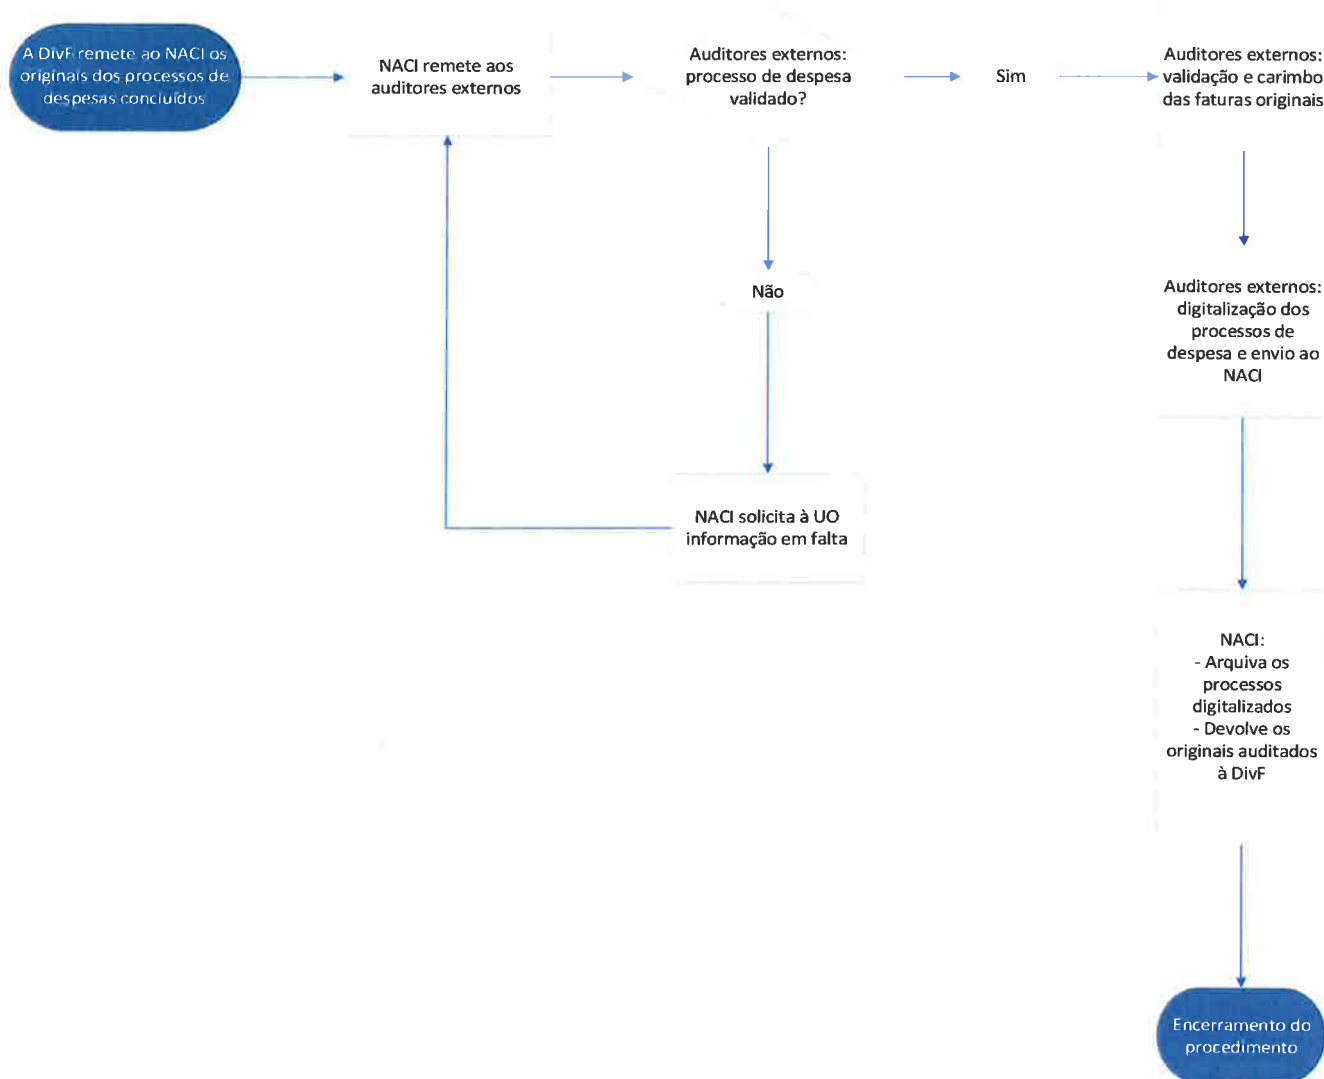 A DivF remete ao NACI os
originais dos processos de
despesas concluídos
NACI remete aos
auditores externos
Auditores externos:
processo de despesa
validado?
Sim
Auditores externos:
validação e carimbo
das faturas originais
Não
Auditores externos:
digitalização dos
processos de
despesa e envio ao
NACI
NACI solicita à UO
informação em falta
NACI:
- Arquiva os
processos
digitalizados
- Devolve os
originais auditados
à DivF
Encerramento do
procedimento